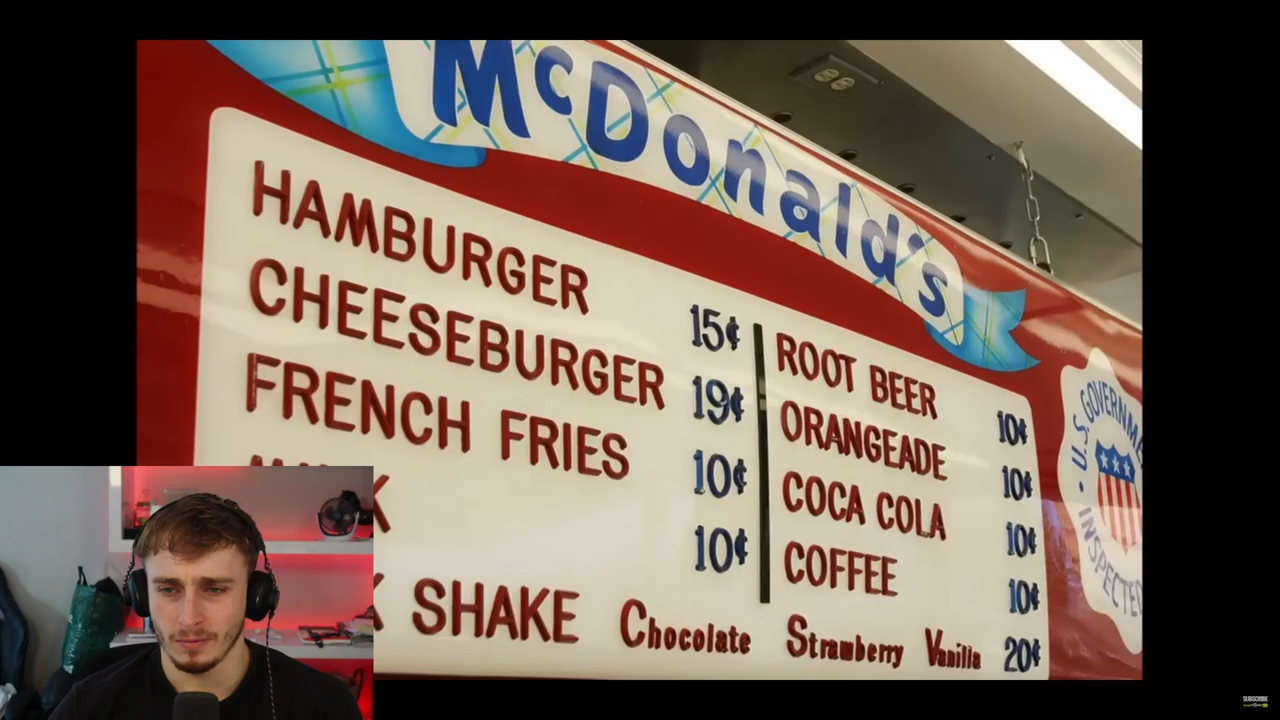 McDonald's
HAMBURGER 15¢
CHEESEBURGER 19¢
FRENCH FRIES 10¢
10¢
SHAKE Chocolate Strawberry Vanilla 20¢
ROOT BEER 10¢
ORANGEADE 10¢
COCA COLA 10¢
COFFEE 10¢
U.S. 
INSPECTED
SUBSCRIBE